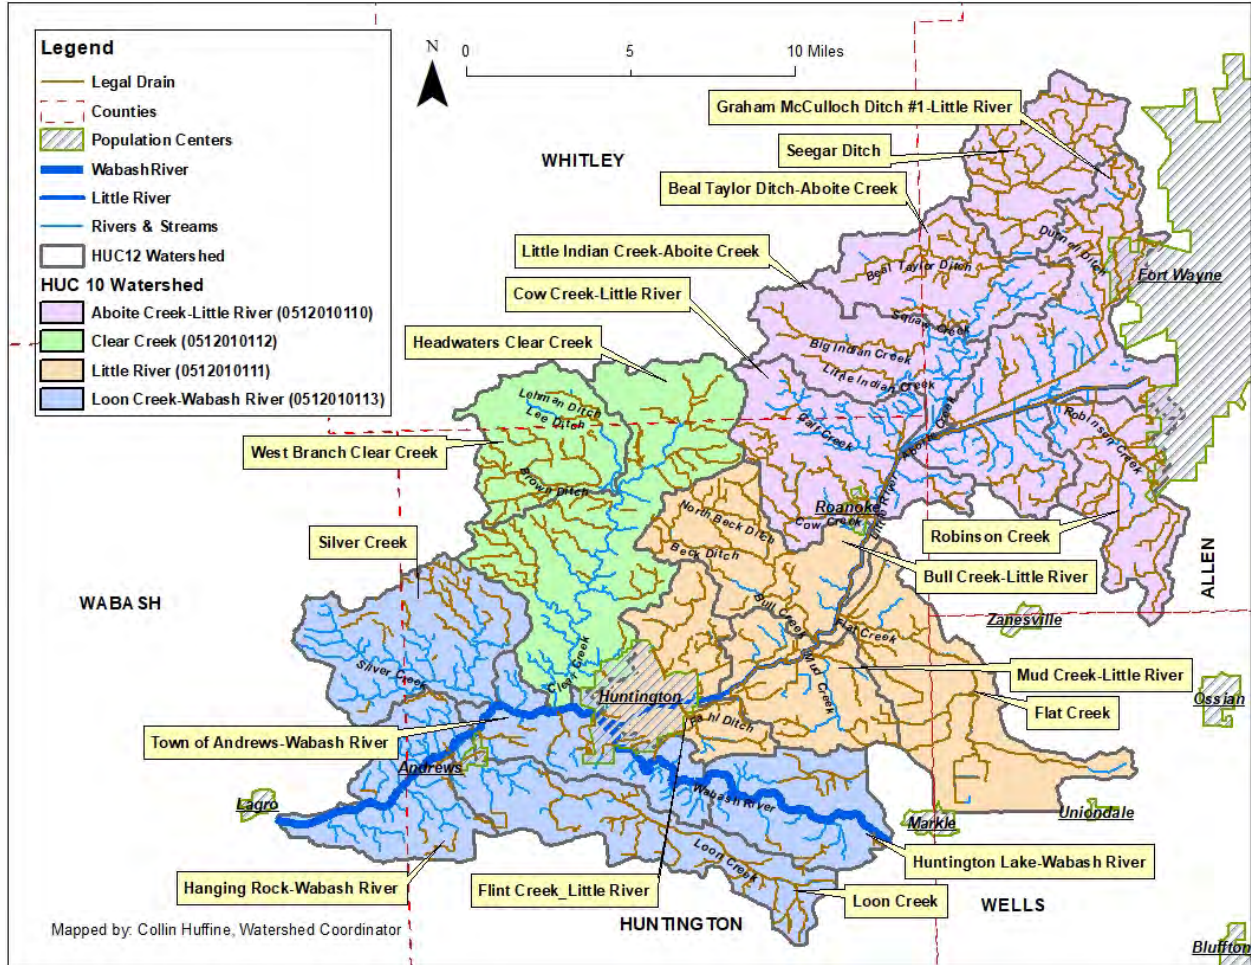 Legend
Legal Drain
Counties
Population Centers
Wabash River
Little River
Rivers & Streams
HUC12 Watershed
HUC 10 Watershed
Aboite Creek-Little River (0512010110)
Clear Creek (0512010112)
Little River (0512010111)
Loon Creek-Wabash River (0512010113)
N
0 5 10 Miles
Graham McCulloch Ditch #1-Little River
WHITLEY
Seegar Ditch
Beal Taylor Ditch-Aboite Creek
Dunnen Ditch
Little Indian Creek-Aboite Creek
Beal Taylor Ditch
Fort Wayne
Cow Creek-Little River
Squaw Creek
Headwaters Clear Creek
Big Indian Creek
Little Indian Creek
Lehman Ditch
Lee Ditch
Calf Creek
Aboite Creek
Robinson Creek
West Branch Clear Creek
Brown Ditch
North Beck Ditch
Roanoke
Cow Creek
Little River
Robinson Creek
Silver Creek
Beck Ditch
Bull Creek-Little River
ALLEN
WABASH
Bull Creek
Flat Creek
Zanesville
Silver Creek
Clear Creek
Mud Creek
Mud Creek-Little River
Huntington
Ossian
Flat Creek
Fahl Ditch
Town of Andrews-Wabash River
Andrews
Wabash River
Lagro
Markle
Uniondale
Loon Creek
Huntington Lake-Wabash River
Hanging Rock-Wabash River
Flint Creek_Little River
Loon Creek
WELLS
HUNTINGTON
Mapped by: Collin Huffine, Watershed Coordinator
Bluffton